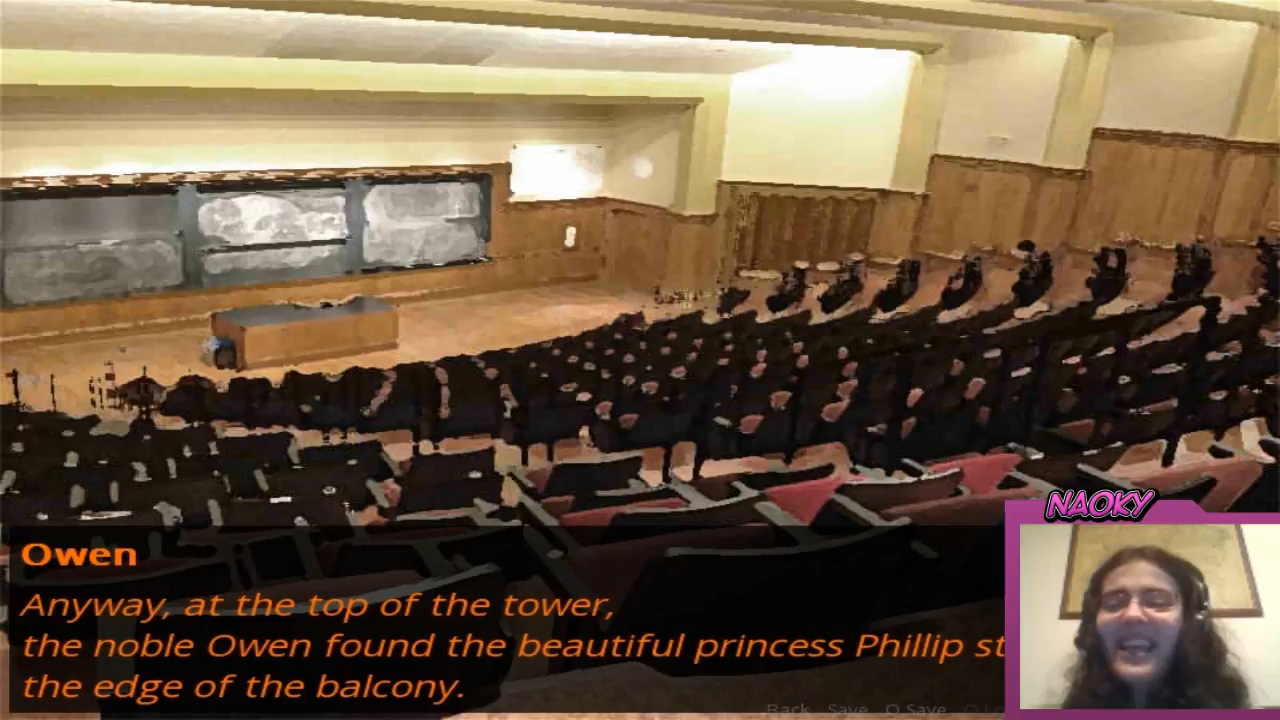 NAOKY
Owen
Anyway, at the top of the tower,
the noble Owen found the beautiful princess Phillip st
the edge of the balcony.
Back Save Q.Save